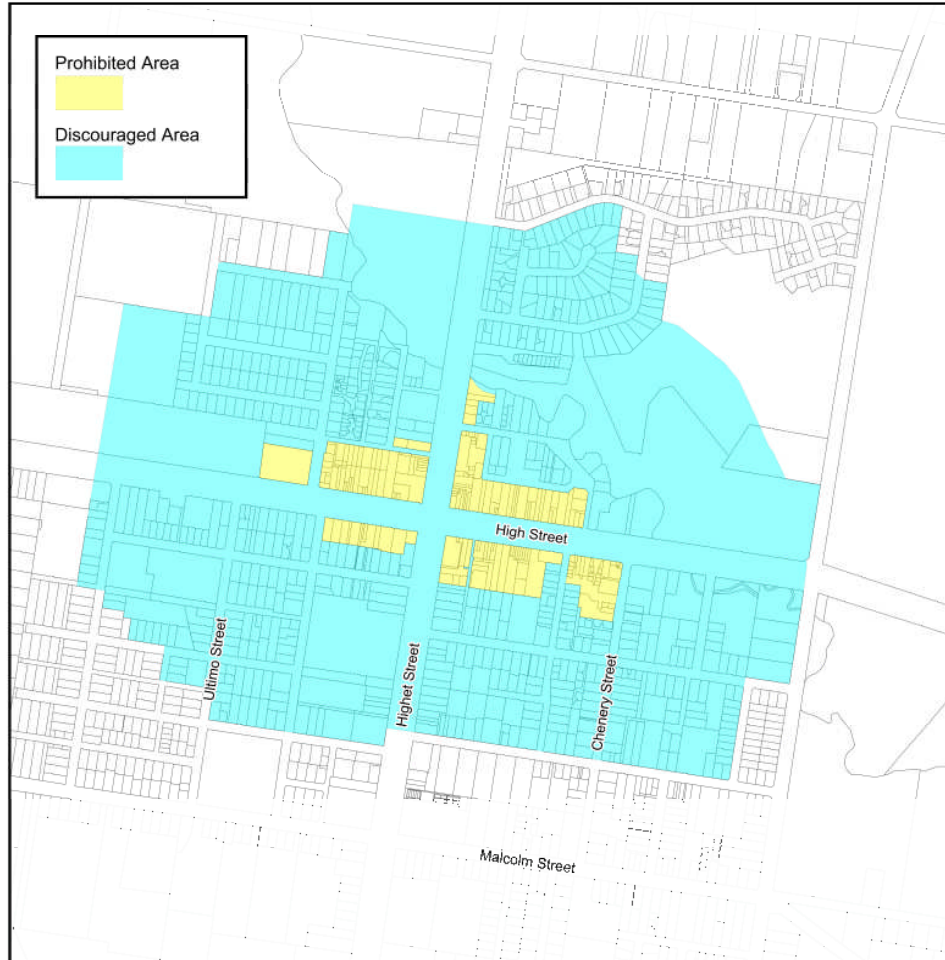 Prohibited Area
Discouraged Area
High Street
Ultimo Street
Highet Street
Chenery Street
Malcolm Street